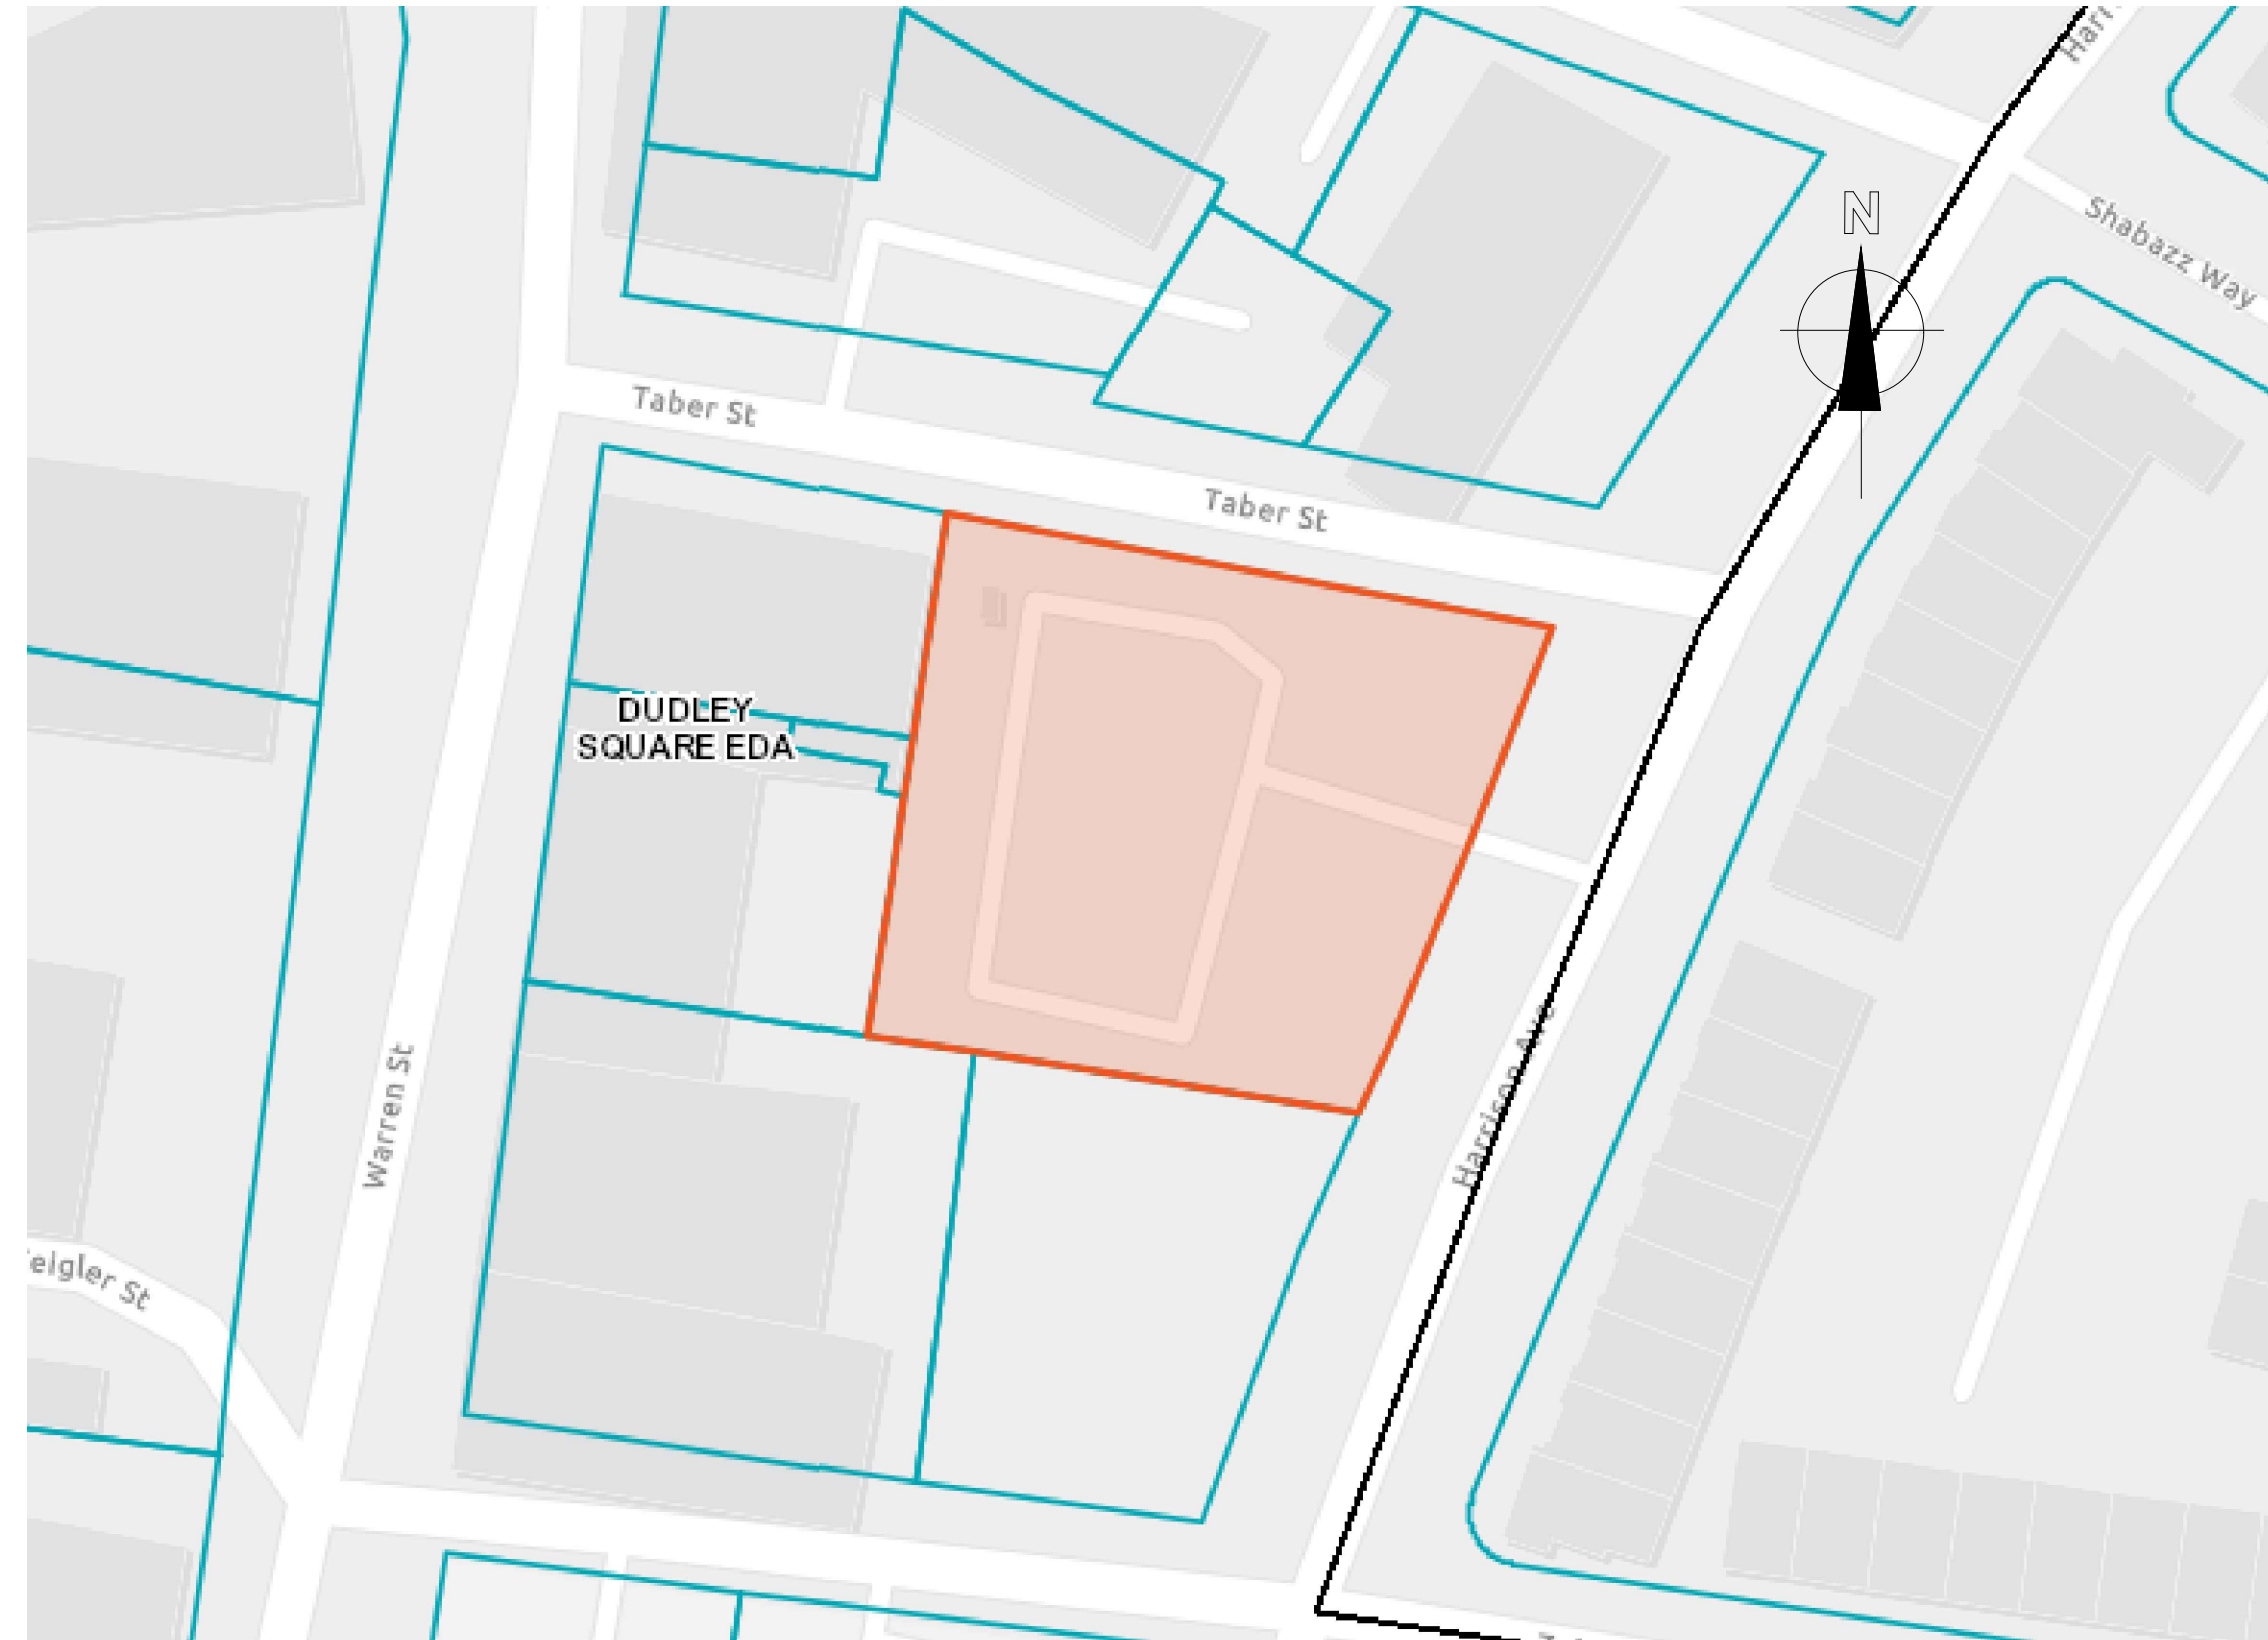 N
Shabazz Way
Taber St
Taber St
DUDLEY
SQUARE EDA
Harrison Ave
Warren St